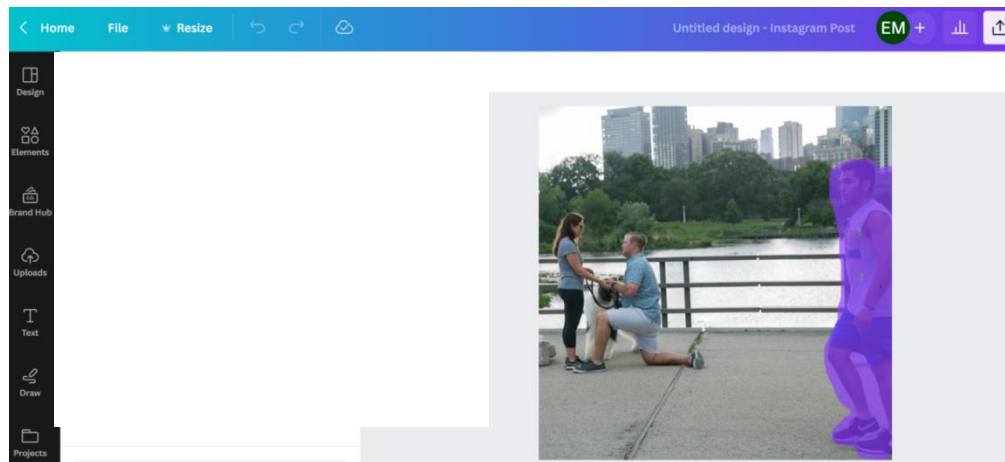 Home File Resize Untitled design - Instagram Post EM +
Design
Elements
Brand Hub
Uploads
Text
Draw
Projects